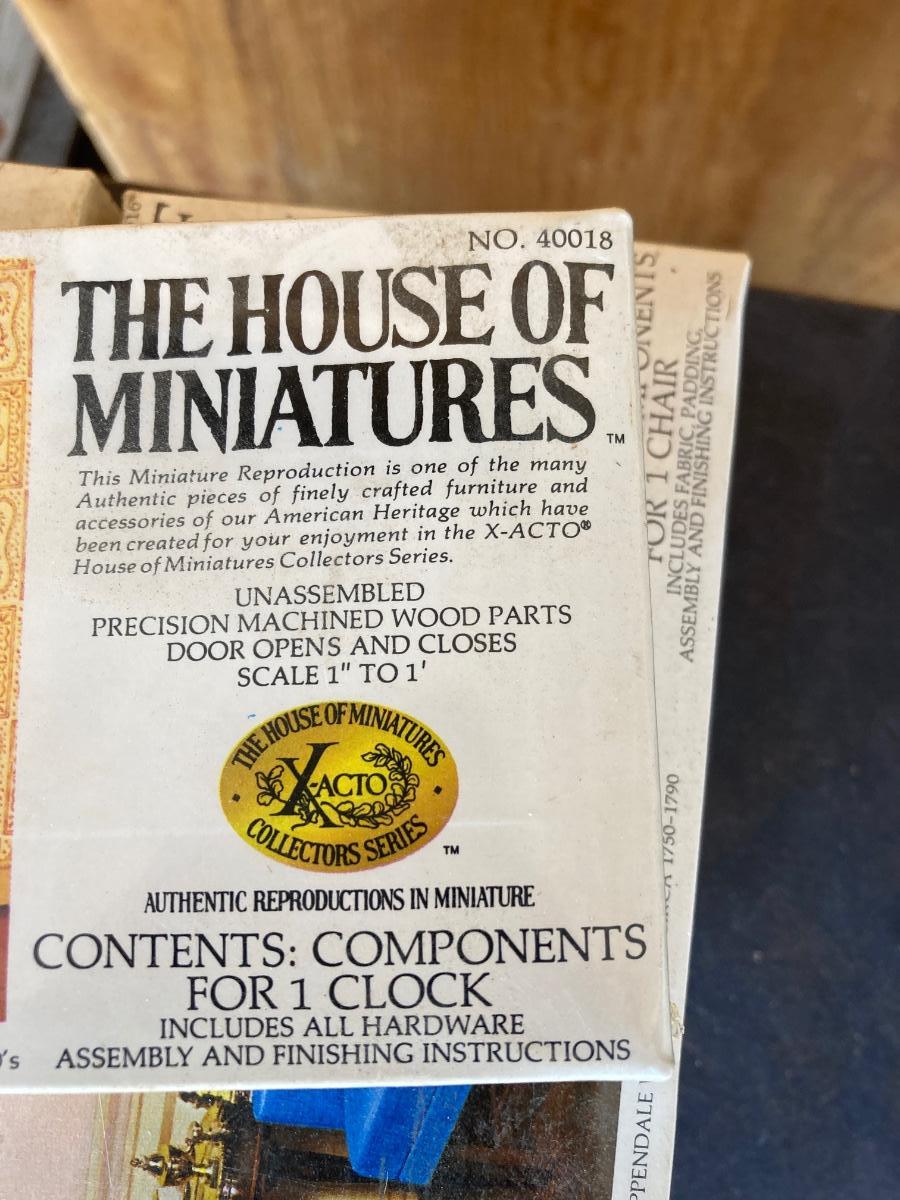 NO. 40018
THE HOUSE OF
MINIATURES™
This Miniature Reproduction is one of the many
Authentic pieces of finely crafted furniture and
accessories of our American Heritage which have
been created for your enjoyment in the X-ACTO®
House of Miniatures Collectors Series.
UNASSEMBLED
PRECISION MACHINED WOOD PARTS
DOOR OPENS AND CLOSES
SCALE 1" TO 1'
THE HOUSE OF MINIATURES
X-ACTO
COLLECTORS SERIES
™
AUTHENTIC REPRODUCTIONS IN MINIATURE
CONTENTS: COMPONENTS
FOR 1 CLOCK
INCLUDES ALL HARDWARE
ASSEMBLY AND FINISHING INSTRUCTIONS
's
FOR 1 CHAIR
INCLUDES FABRIC, PADDING,
ASSEMBLY AND FINISHING INSTRUCTIONS
1750-1790